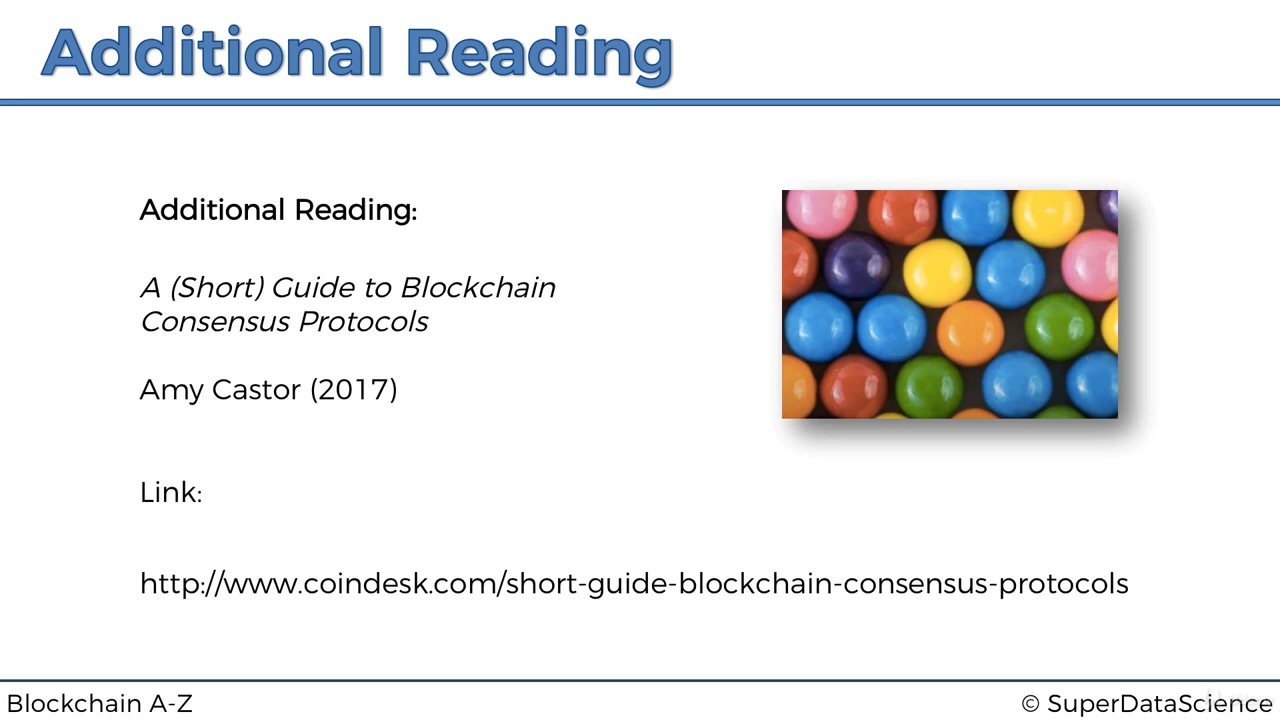 Additional Reading
Additional Reading:
A (Short) Guide to Blockchain
Consensus Protocols
Amy Castor (2017)
Link:
http://www.coindesk.com/short-guide-blockchain-consensus-protocols
Blockchain A-Z
© SuperDataScience